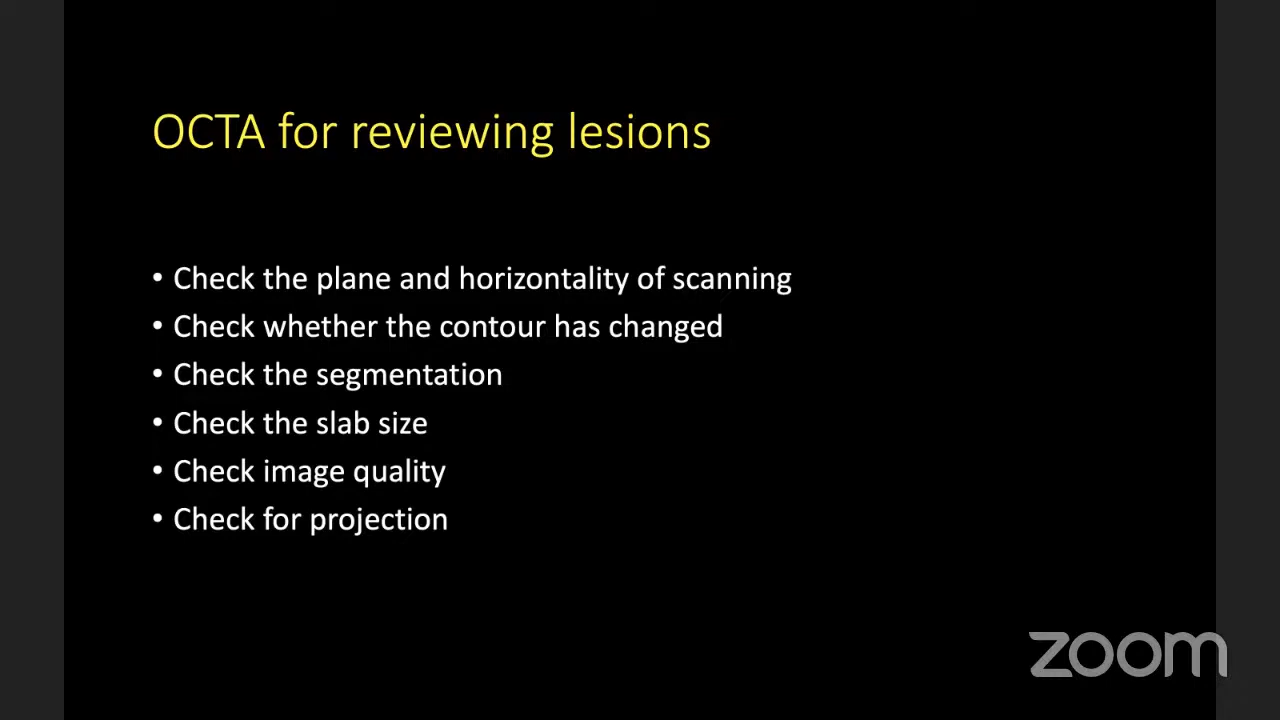 OCTA for reviewing lesions
• Check the plane and horizontality of scanning
• Check whether the contour has changed
• Check the segmentation
• Check the slab size
• Check image quality
• Check for projection
zoom